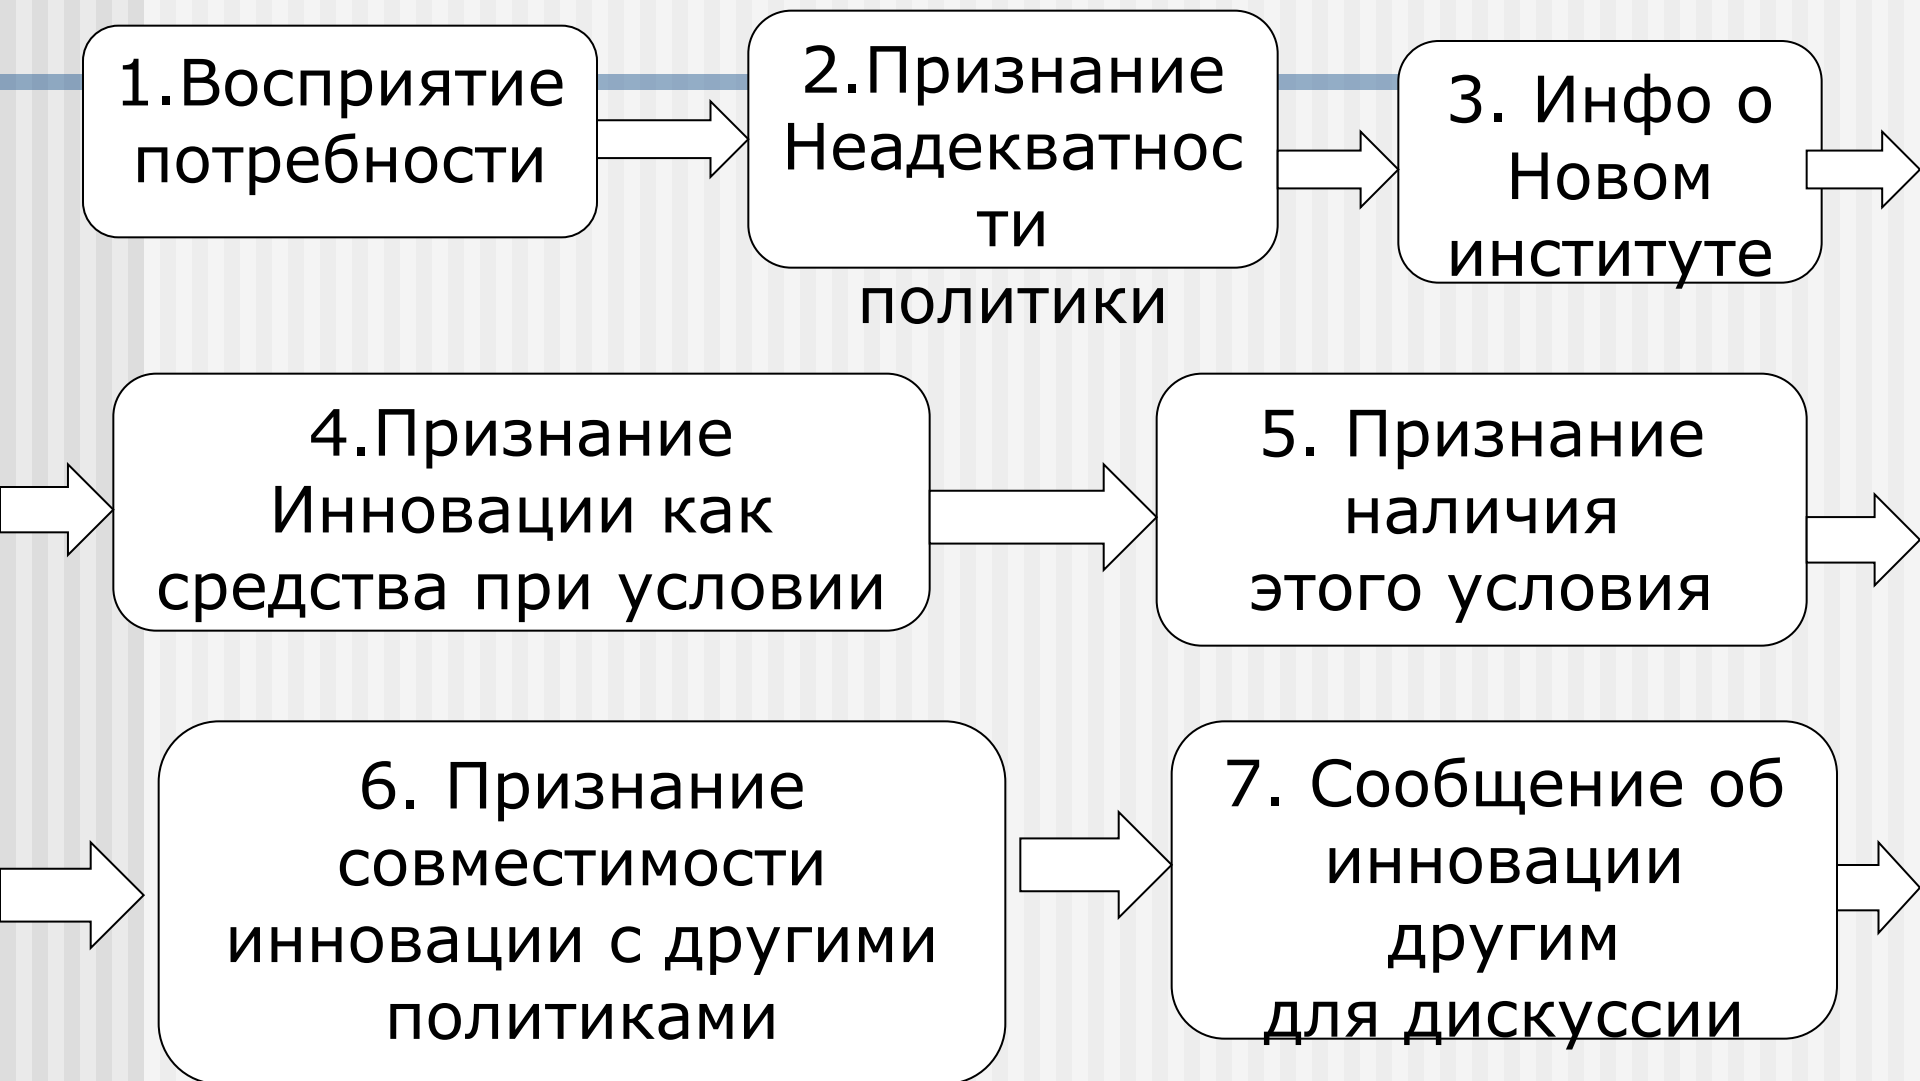 1.Восприятие
потребности
2.Признание
Неадекватнос
ти
политики
3. Инфо о
Новом
институте
4.Признание
Инновации как
средства при условии
5. Признание
наличия
этого условия
6. Признание
совместимости
инновации с другими
политиками
7. Сообщение об
инновации
другим
для дискуссии